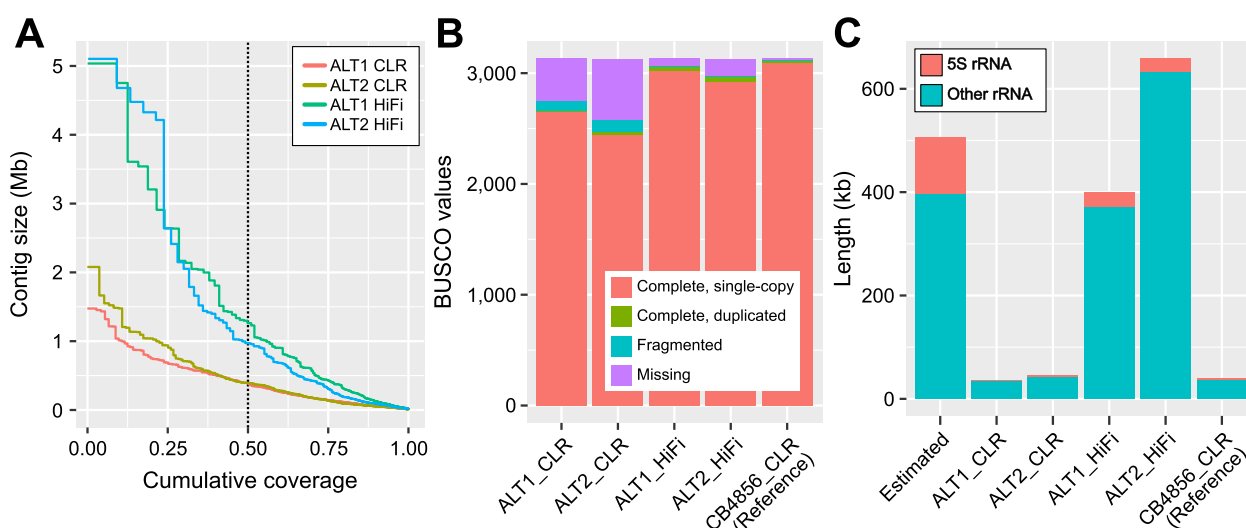 A
Contig size (Mb)
5
4
3
2
1
0
0.00
0.25
0.50
0.75
1.00
Cumulative coverage
ALT1 CLR
ALT2 CLR
ALT1 HiFi
ALT2 HiFi
B
BUSCO values
3,000
2,000
1,000
0
Complete, single-copy
Complete, duplicated
Fragmented
Missing
ALT1_CLR
ALT2_CLR
ALT1_HiFi
ALT2_HiFi
CB4856_CLR
(Reference)
C
Length (kb)
600
400
200
0
5S rRNA
Other rRNA
Estimated
ALT1_CLR
ALT2_CLR
ALT1_HiFi
ALT2_HiFi
CB4856_CLR
(Reference)